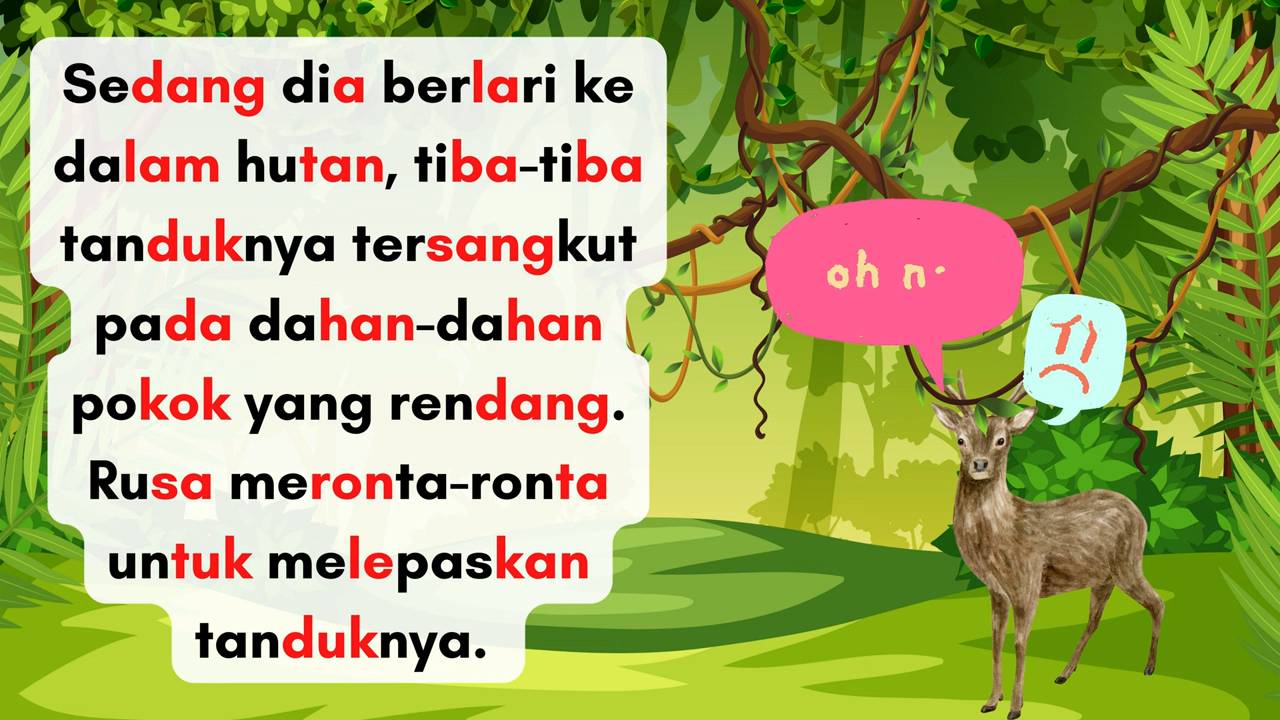 Sedang dia berlari ke
dalam hutan, tiba-tiba
tanduknya tersangkut
pada dahan-dahan
pokok yang rendang.
Rusa meronta-ronta
untuk melepaskan
tanduknya.
oh n